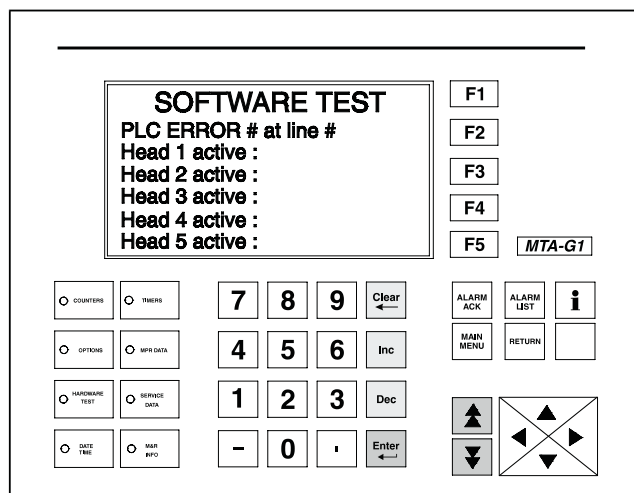 SOFTWARE TEST
PLC ERROR # at line #
Head 1 active :
Head 2 active :
Head 3 active :
Head 4 active :
Head 5 active :
F1
F2
F3
F4
F5
MTA-G1
COUNTERS
TIMERS
OPTIONS
MPR DATA
HARDWARE
TEST
SERVICE
DATA
DATE
TIME
M&R
INFO
7 8 9 Clear
4 5 6 Inc
1 2 3 Dec
- 0 . Enter
ALARM
ACK
ALARM
LIST
i
MAIN
MENU
RETURN